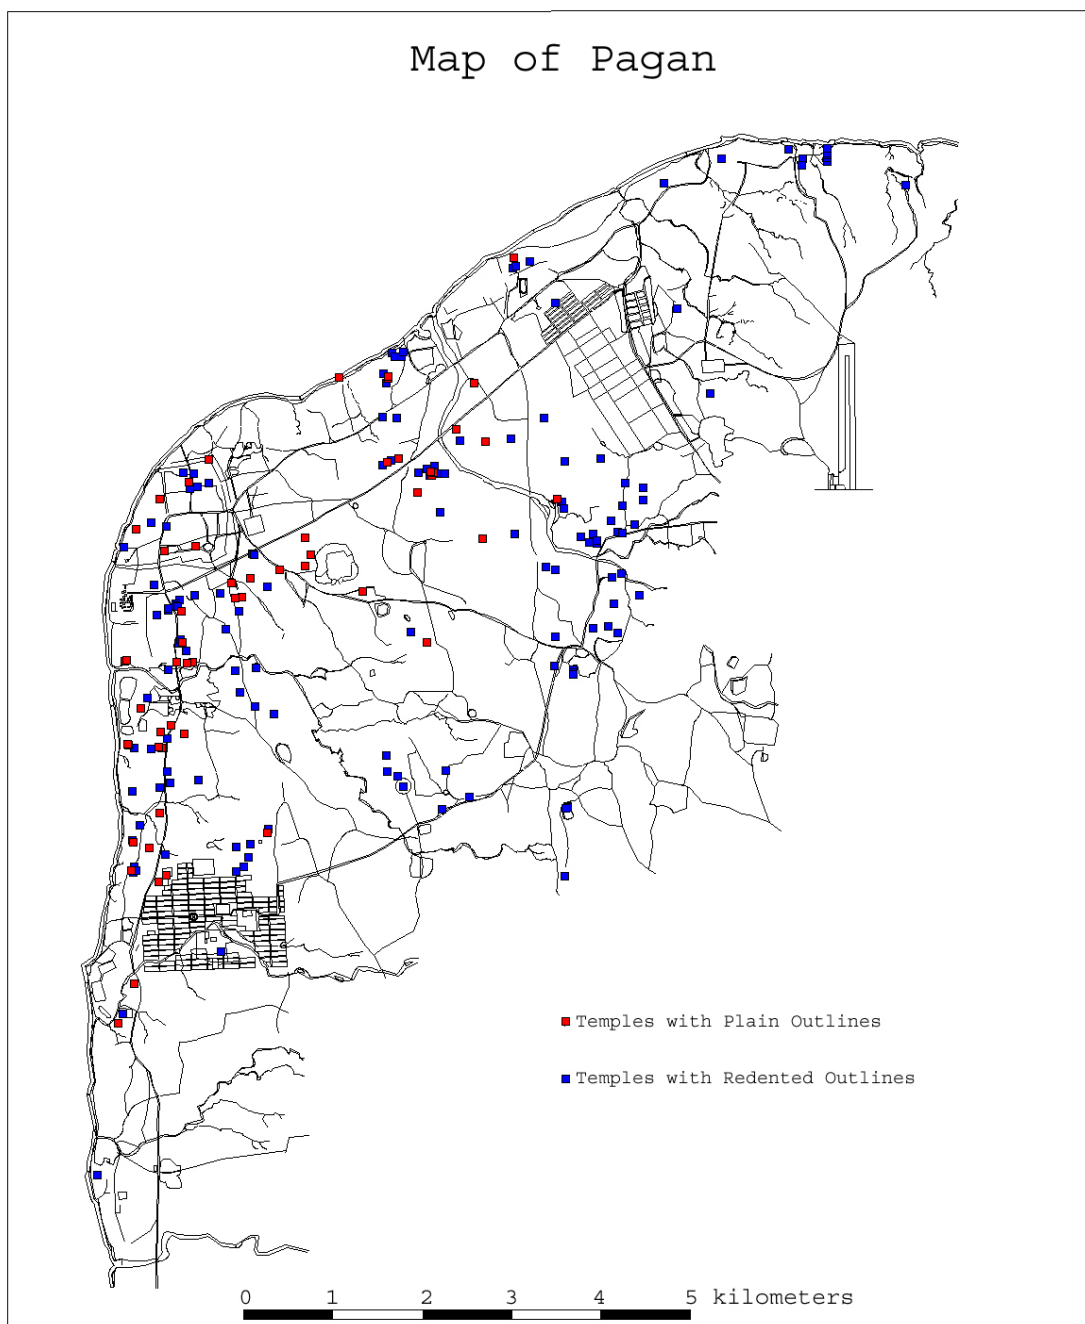 Map of Pagan
Temples with Plain Outlines
Temples with Redented Outlines
0 1 2 3 4 5 kilometers